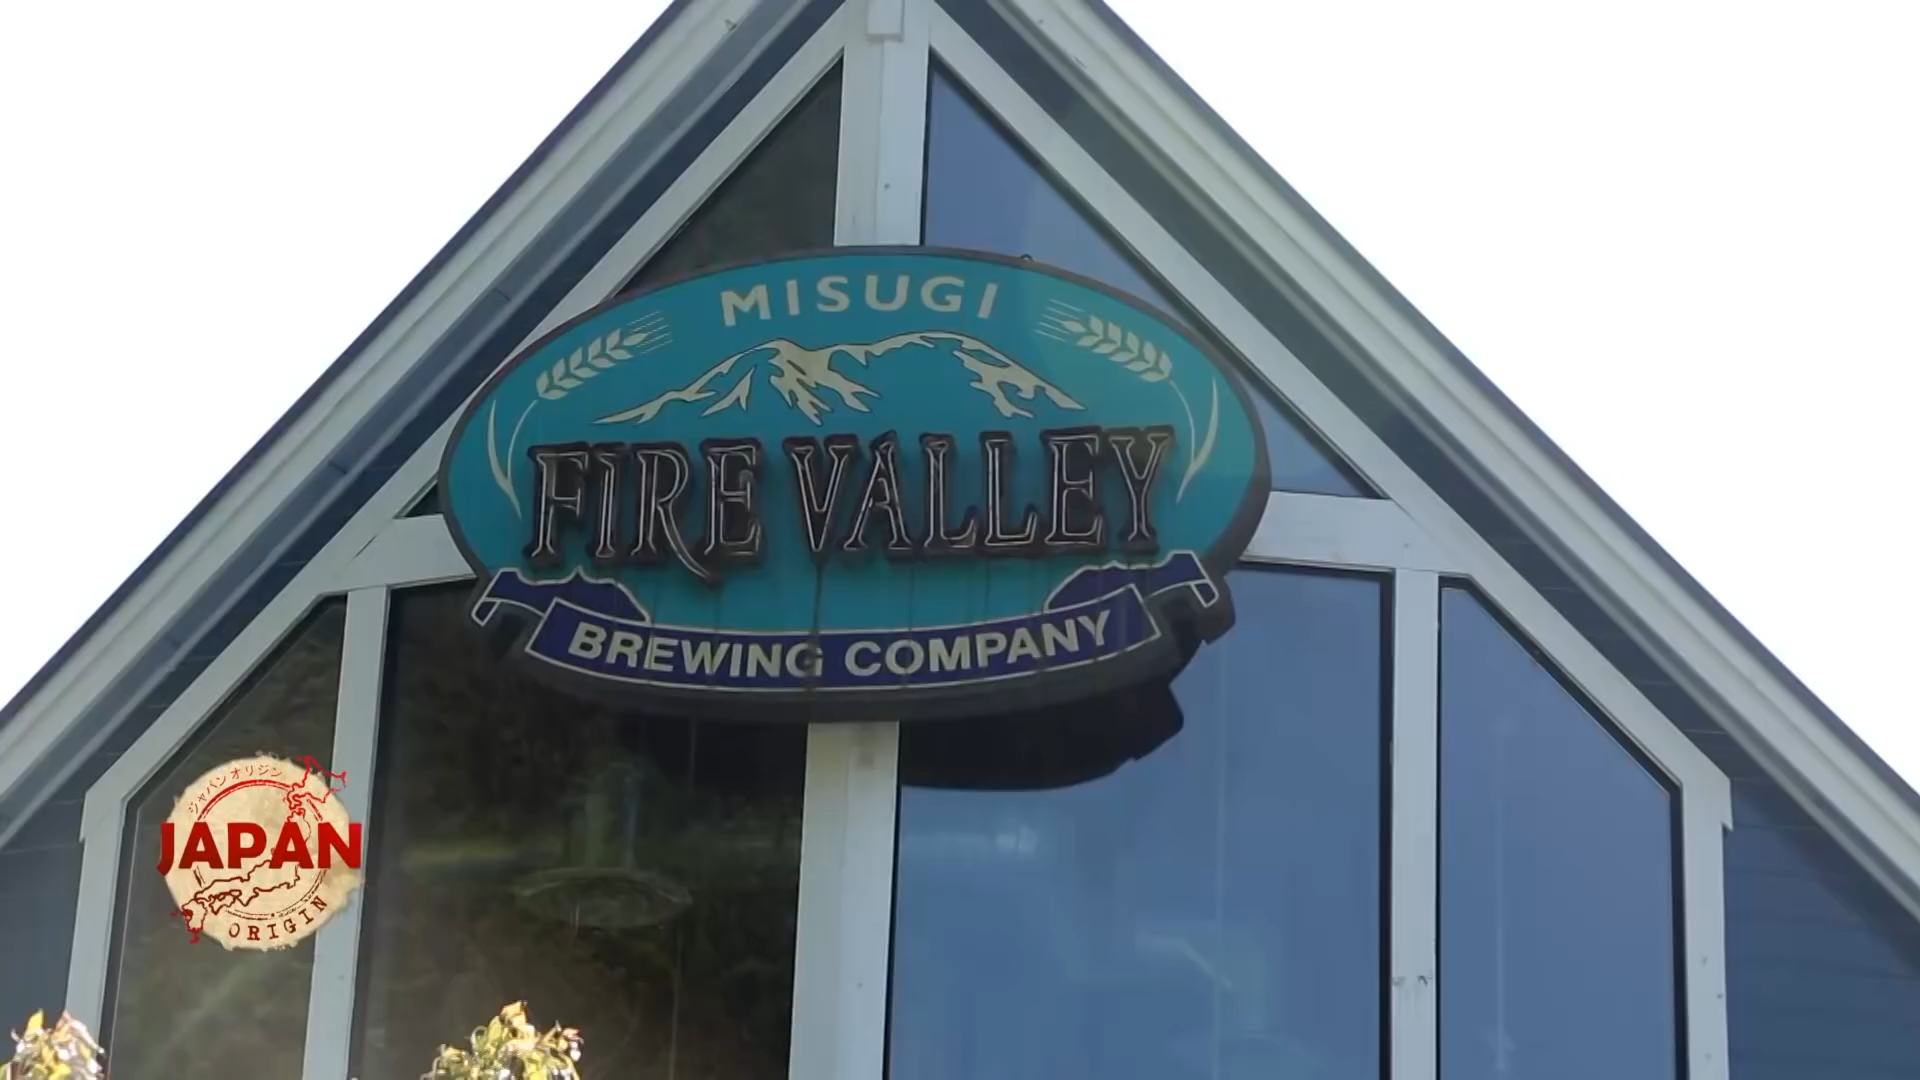 MISUGI
FIRE VALLEY
BREWING COMPANY
ジャパン オリジン
JAPAN
ORIGIN